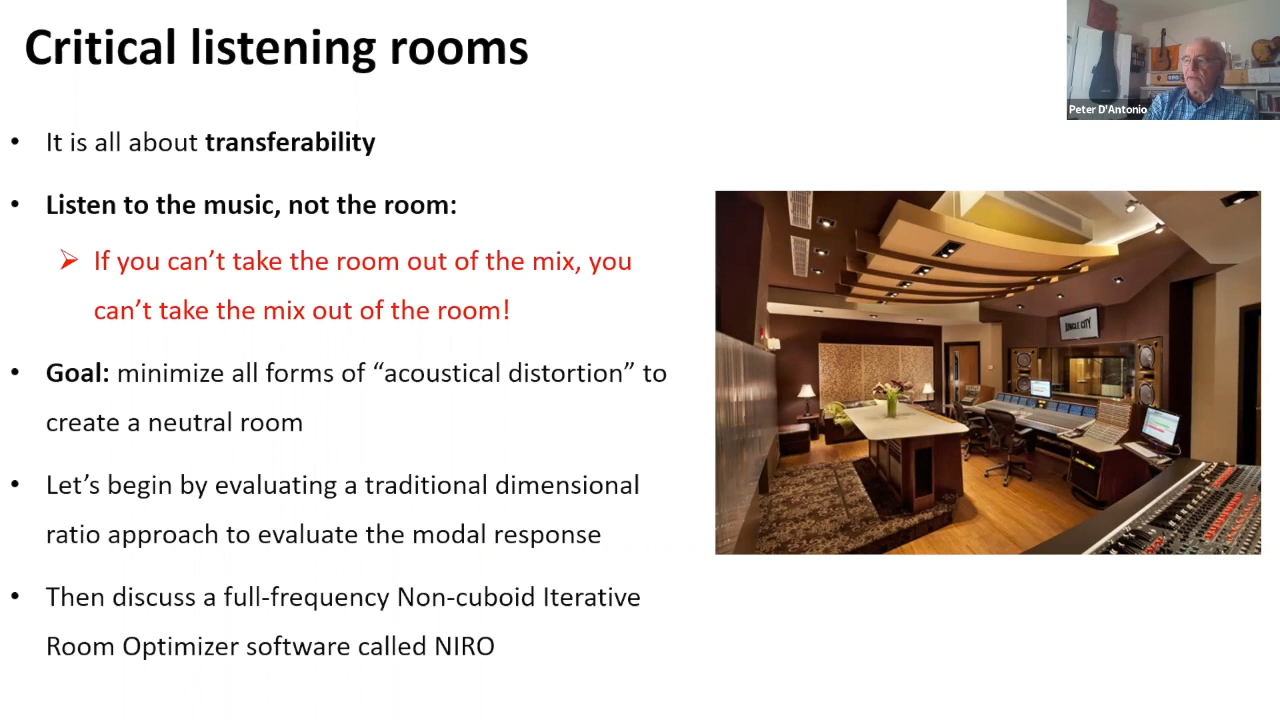 Critical listening rooms
Peter D'Antonio
• It is all about transferability
• Listen to the music, not the room:
➢ If you can’t take the room out of the mix, you
can’t take the mix out of the room!
JUNGLE CITY
• Goal: minimize all forms of “acoustical distortion” to
create a neutral room
• Let’s begin by evaluating a traditional dimensional
ratio approach to evaluate the modal response
• Then discuss a full-frequency Non-cuboid Iterative
Room Optimizer software called NIRO